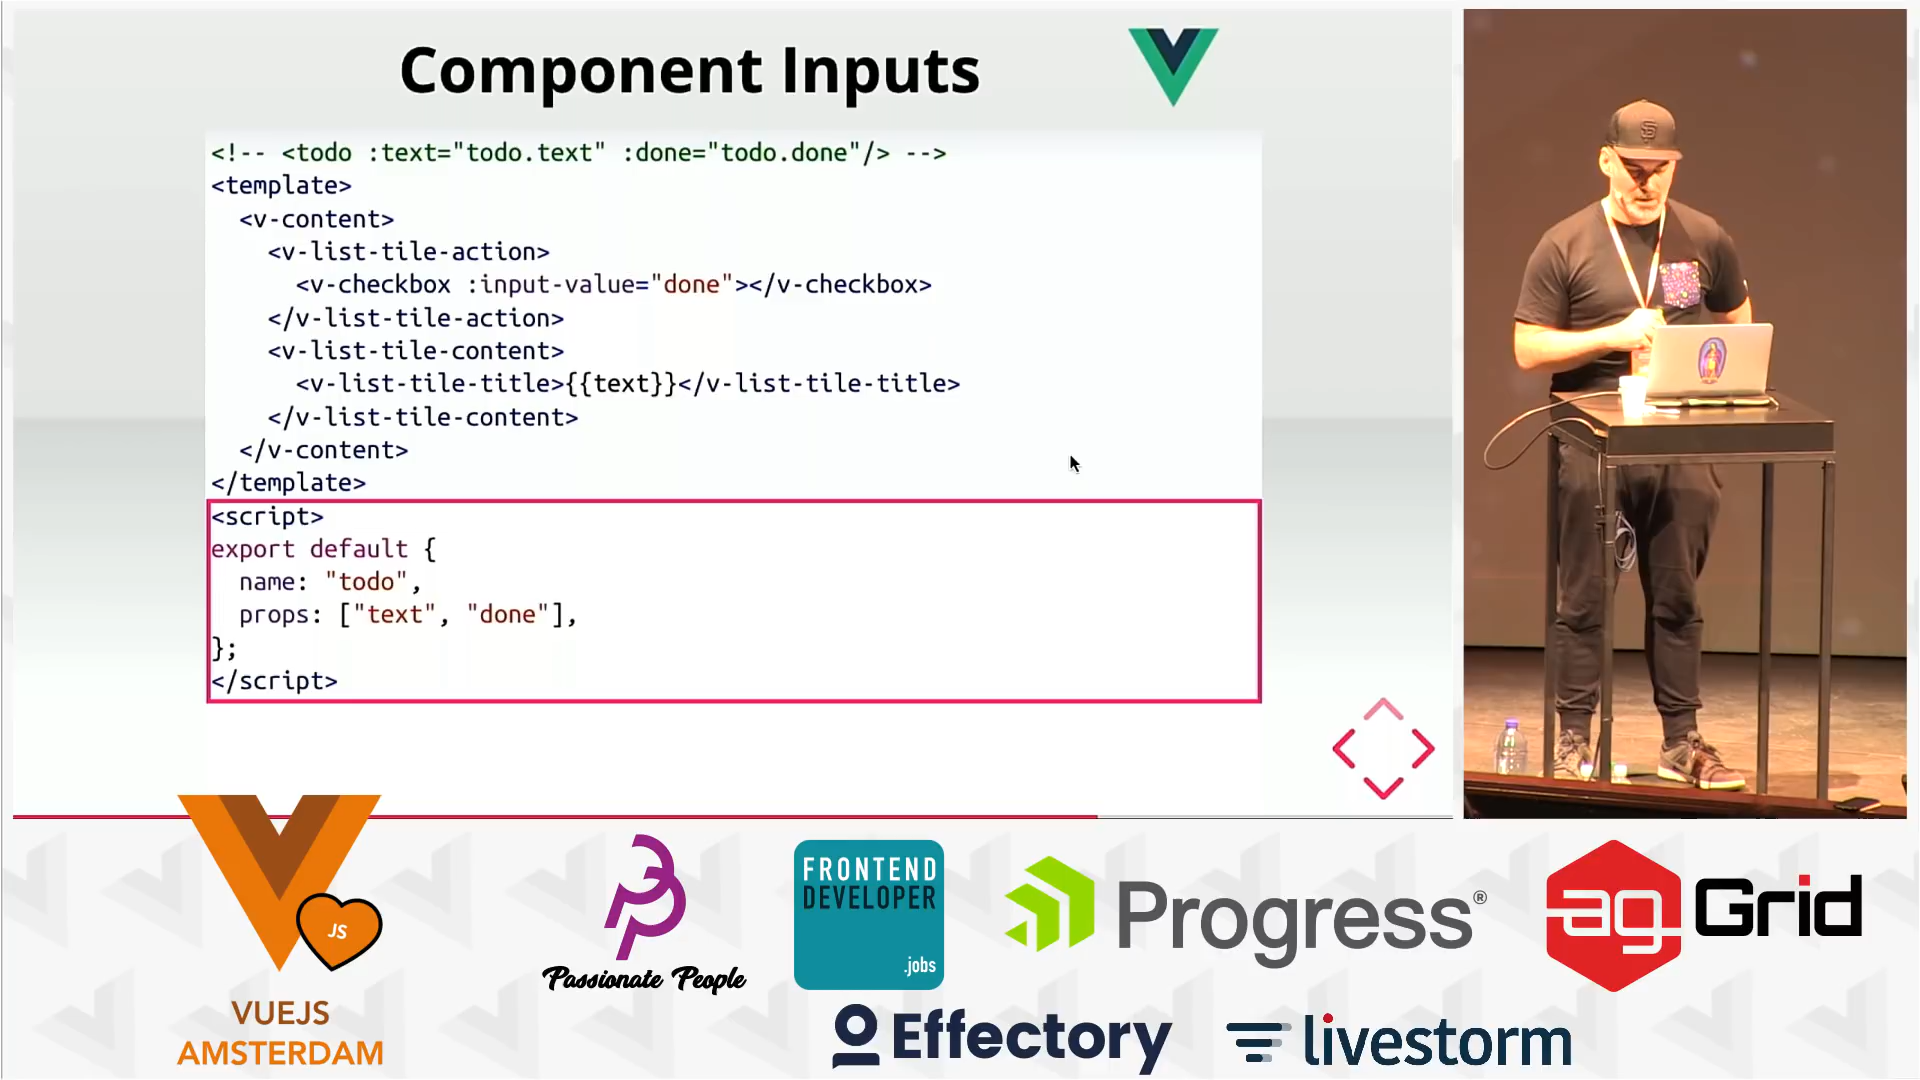 Component Inputs
<!-- <todo :text="todo.text" :done="todo.done"/> -->
<template>
  <v-content>
    <v-list-tile-action>
      <v-checkbox :input-value="done"></v-checkbox>
    </v-list-tile-action>
    <v-list-tile-content>
      <v-list-tile-title>{{text}}</v-list-tile-title>
    </v-list-tile-content>
  </v-content>
</template>
<script>
export default {
  name: "todo",
  props: ["text", "done"],
};
</script>
JS
VUEJS
AMSTERDAM
Passionate People
FRONTEND
DEVELOPER
.jobs
Progress®
ag Grid
Effectory
livestorm